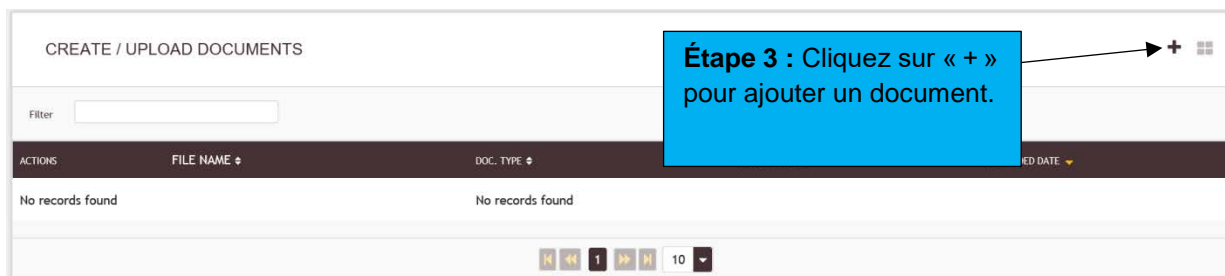 CREATE / UPLOAD DOCUMENTS
Étape 3 : Cliquez sur « + »
pour ajouter un document.
+
Filter
ACTIONS FILE NAME DOC. TYPE DATE
No records found No records found
1 10